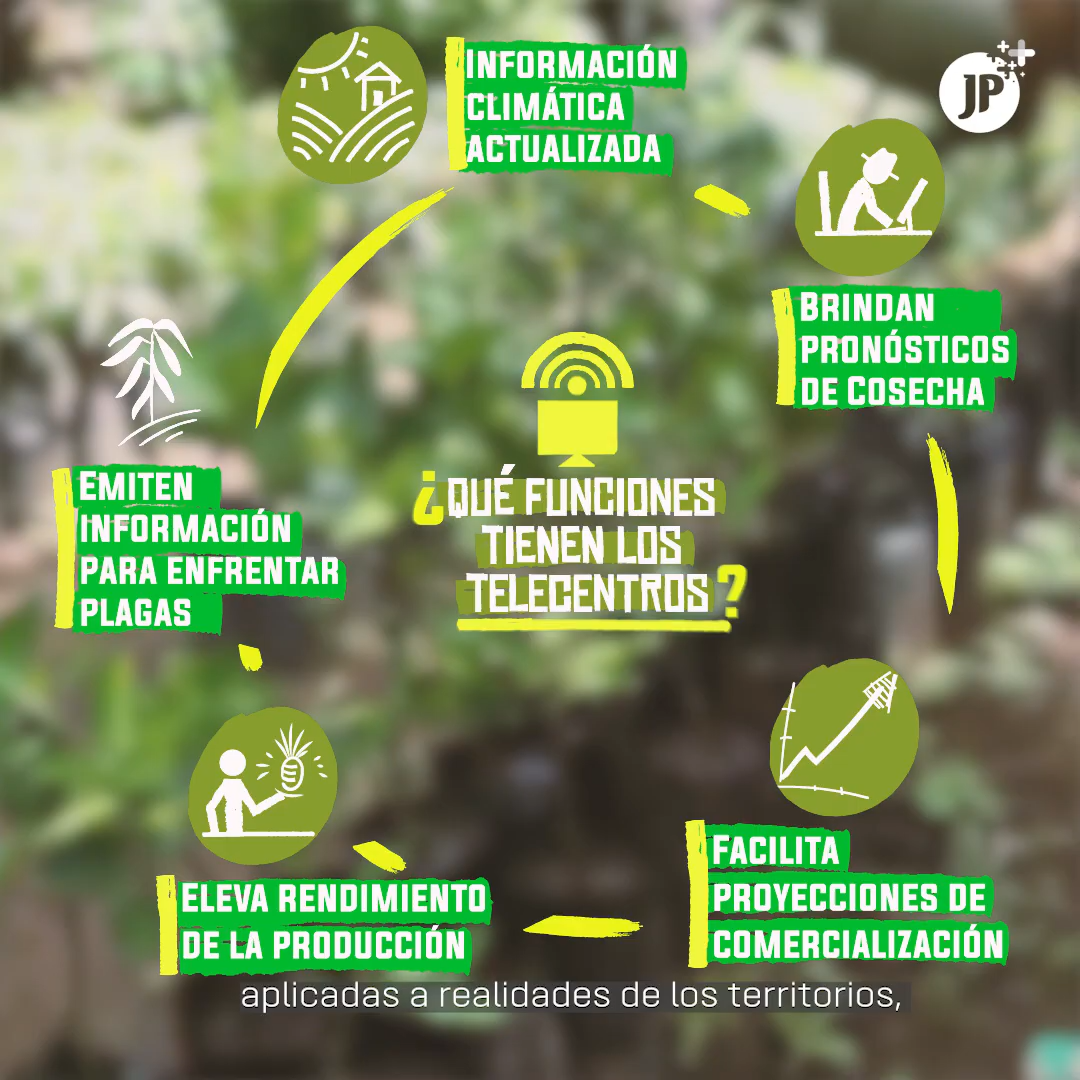 INFORMACIÓN
CLIMÁTICA
ACTUALIZADA
JP
BRINDAN
PRONÓSTICOS
DE COSECHA
¿QUÉ FUNCIONES
TIENEN LOS
TELECENTROS?
EMITEN
INFORMACIÓN
PARA ENFRENTAR
PLAGAS
FACILITA
PROYECCIONES DE
COMERCIALIZACIÓN
ELEVA RENDIMIENTO
DE LA PRODUCCIÓN
aplicadas a realidades de los territorios,